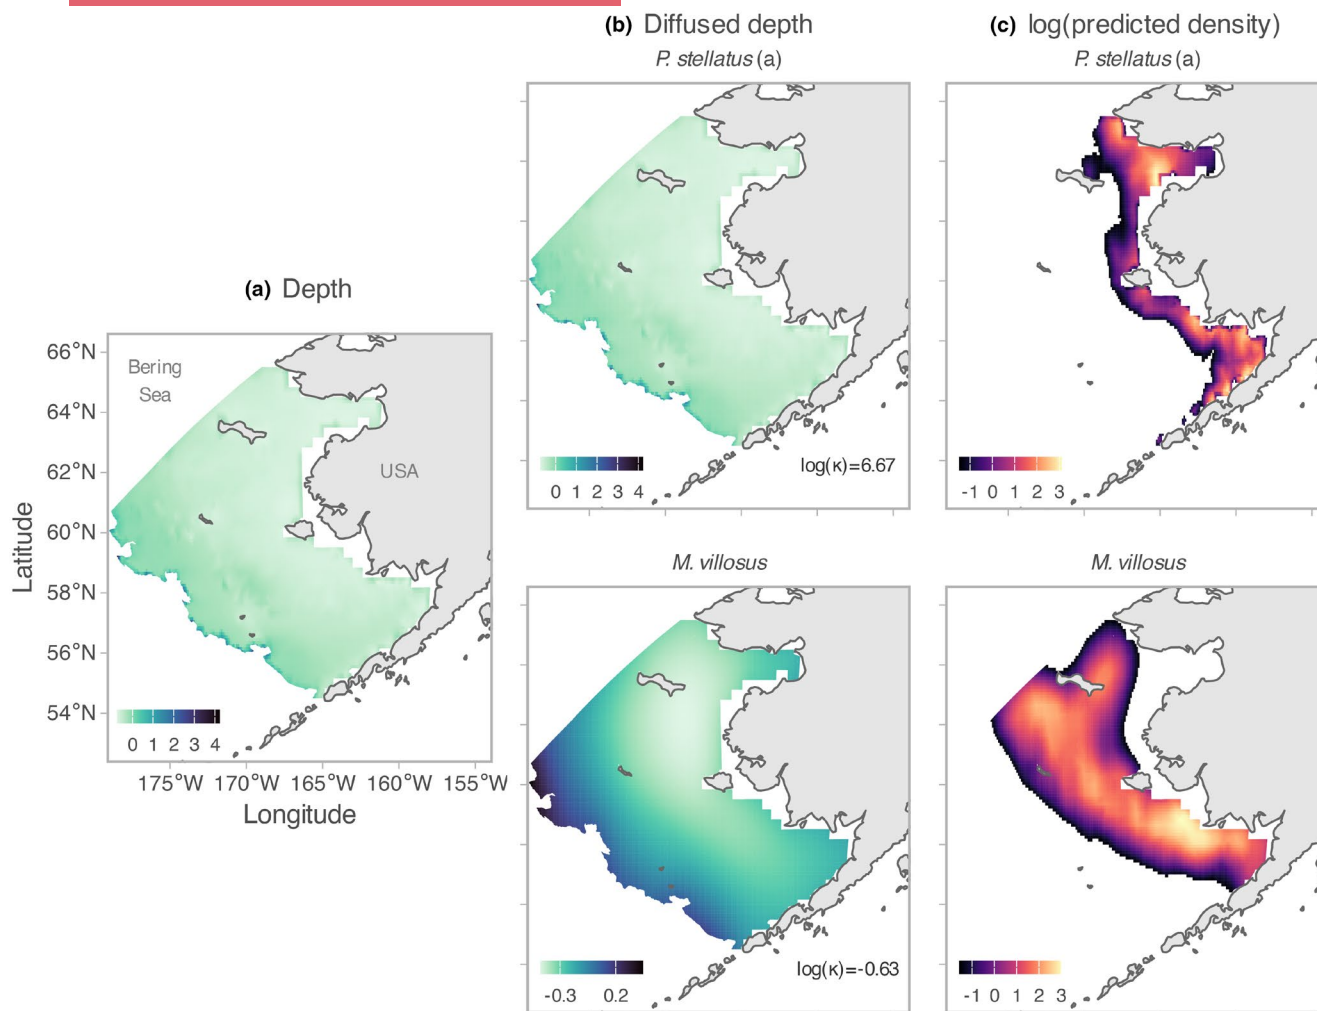 (b) Diffused depth
(c) log(predicted density)
P. stellatus (a)
P. stellatus (a)
(a) Depth
66°N
64°N
62°N
60°N
58°N
56°N
54°N
Latitude
Bering
Sea
USA
0 1 2 3 4
175°W 170°W 165°W 160°W 155°W
Longitude
0 1 2 3 4
log(κ)=6.67
-1 0 1 2 3
M. villosus
M. villosus
-0.3 0.2
log(κ)=-0.63
-1 0 1 2 3